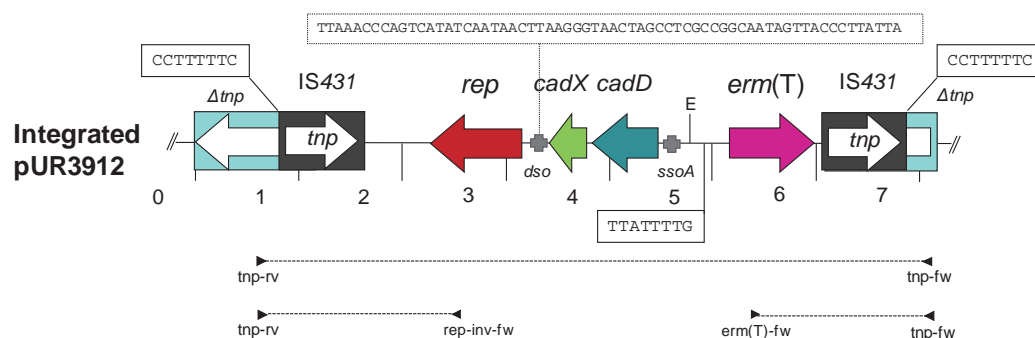 TTAAACCCAGTCATATCAATAACTTAAGGGTAACTAGCCTCGCCGGCAATAGTTACCCTTATTA
CCTTTTTC
CCTTTTTC
Δtnp
IS431
rep
cadX cadD
E
erm(T)
IS431
Δtnp
Integrated
pUR3912
//
tnp
dso
ssoA
tnp
//
0 1 2 3 4 5 6 7
TTATTTTG
tnp-rv
tnp-fw
tnp-rv
rep-inv-fw
erm(T)-fw
tnp-fw